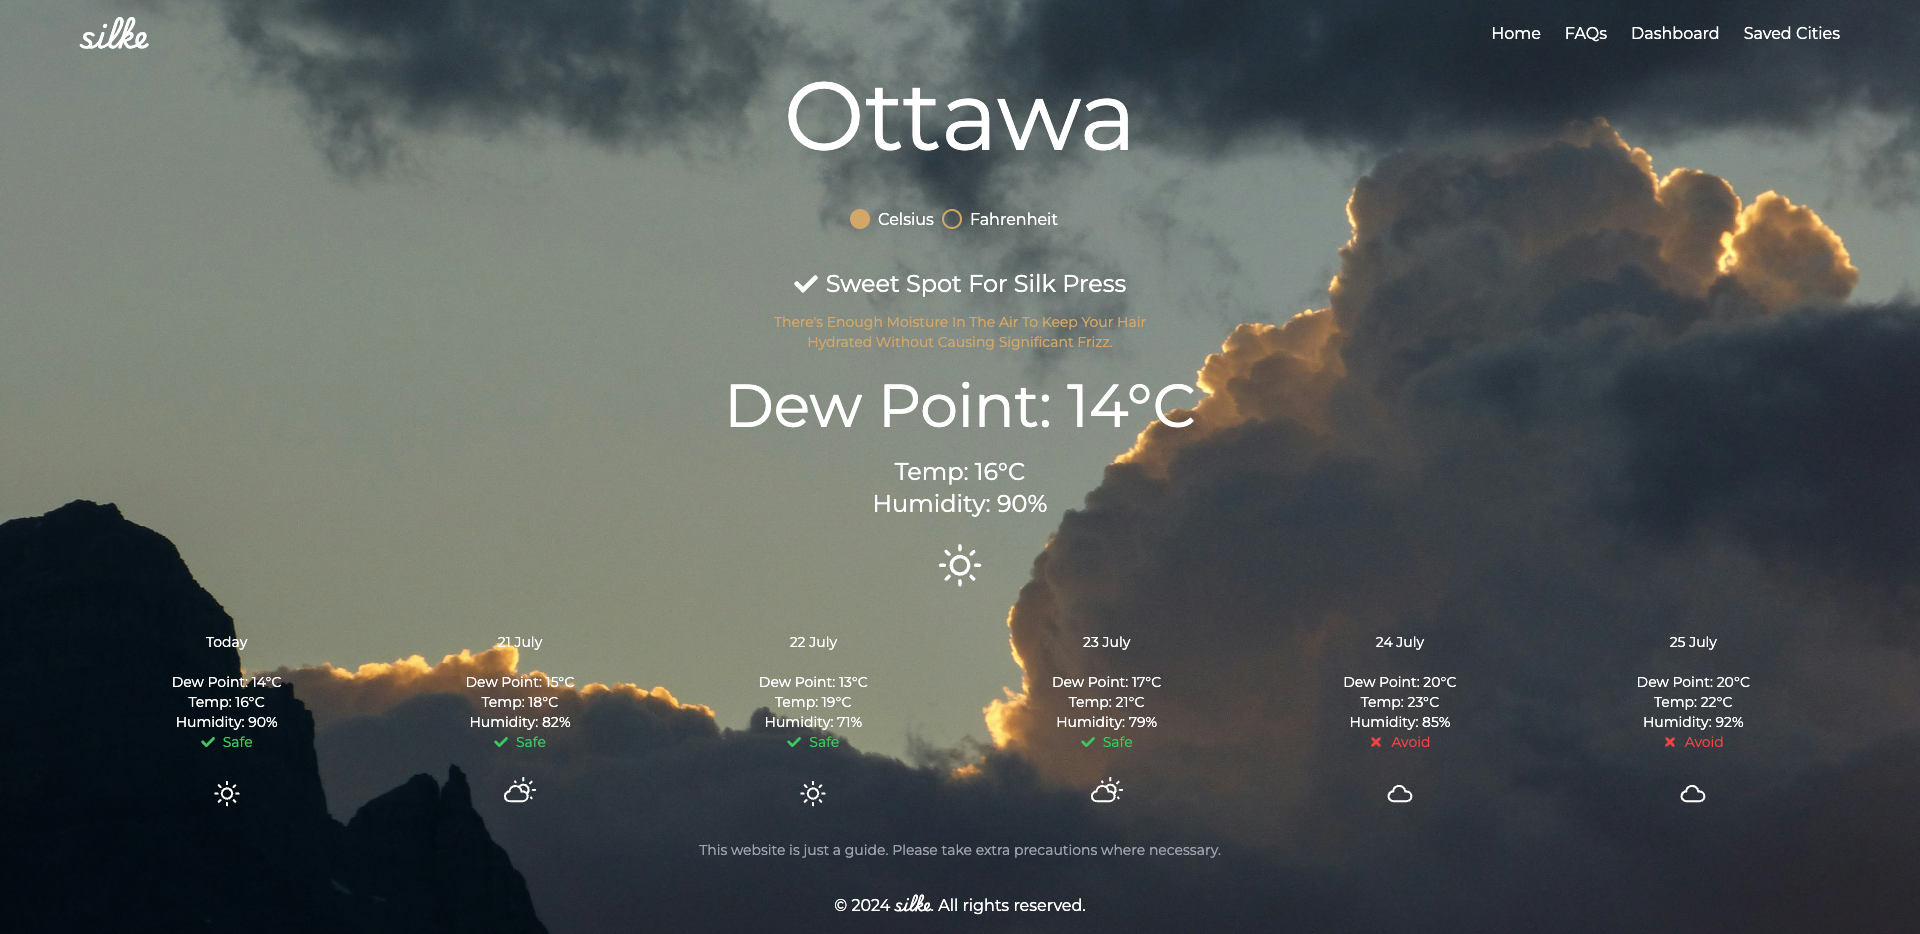 silke
Home FAQs Dashboard Saved Cities
Ottawa
Celsius Fahrenheit
Sweet Spot For Silk Press
There's Enough Moisture In The Air To Keep Your Hair
Hydrated Without Causing Significant Frizz.
Dew Point: 14°C
Temp: 16°C
Humidity: 90%
Today
Dew Point: 14°C
Temp: 16°C
Humidity: 90%
Safe
21 July
Dew Point: 15°C
Temp: 18°C
Humidity: 82%
Safe
22 July
Dew Point: 13°C
Temp: 19°C
Humidity: 71%
Safe
23 July
Dew Point: 17°C
Temp: 21°C
Humidity: 79%
Safe
24 July
Dew Point: 20°C
Temp: 23°C
Humidity: 85%
Avoid
25 July
Dew Point: 20°C
Temp: 22°C
Humidity: 92%
Avoid
This website is just a guide. Please take extra precautions where necessary.
© 2024 silke. All rights reserved.